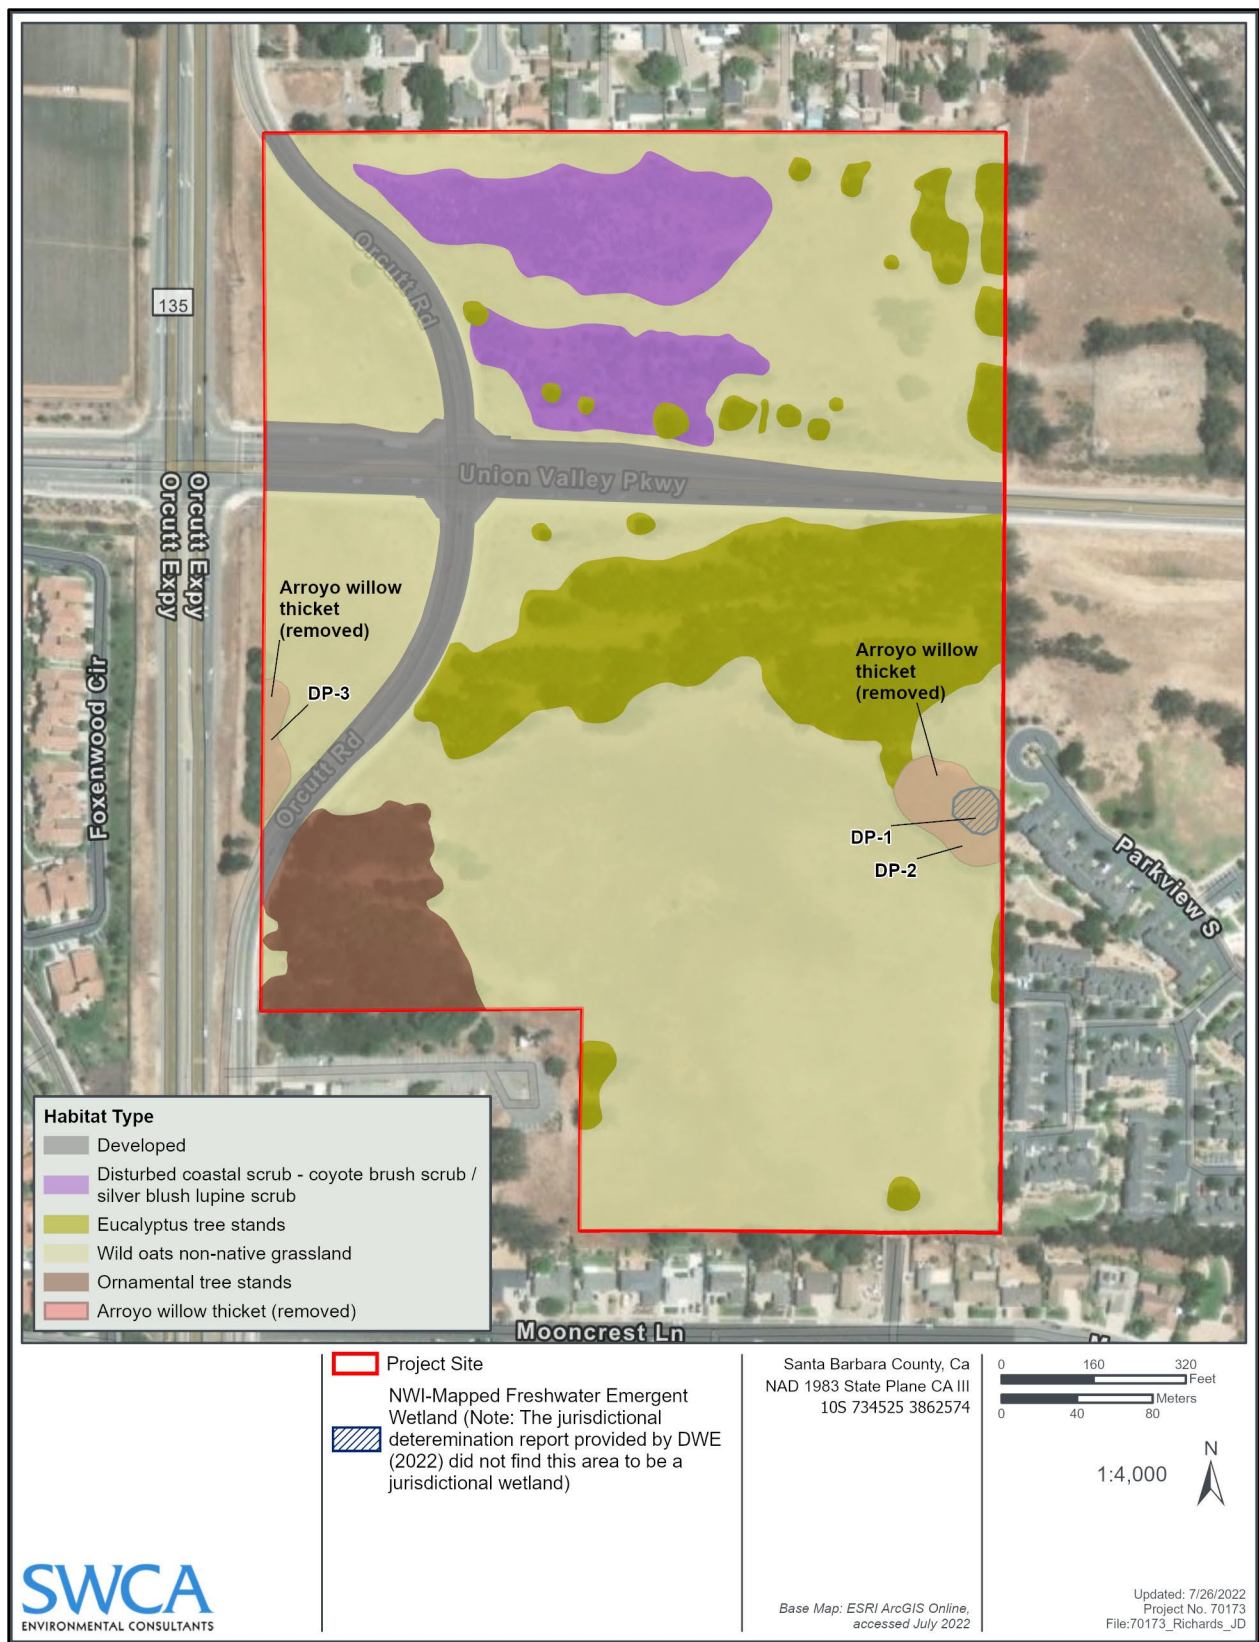 135
Orcutt Rd
Union Valley Pkwy
Orcutt Expy
Orcutt Expy
Arroyo willow
thicket
(removed)
DP-3
Foxenwood Cir
Orcutt Rd
Arroyo willow
thicket
(removed)
DP-1
DP-2
Parkview S
Habitat Type
Developed
Disturbed coastal scrub - coyote brush scrub /
silver blush lupine scrub
Eucalyptus tree stands
Wild oats non-native grassland
Ornamental tree stands
Arroyo willow thicket (removed)
Mooncrest Ln
Project Site
NWI-Mapped Freshwater Emergent
Wetland (Note: The jurisdictional
deteremination report provided by DWE
(2022) did not find this area to be a
jurisdictional wetland)
Santa Barbara County, Ca
NAD 1983 State Plane CA III
10S 734525 3862574
Base Map: ESRI ArcGIS Online,
accessed July 2022
0 160 320
Feet
Meters
0 40 80
N
1:4,000
Updated: 7/26/2022
Project No. 70173
File:70173_Richards_JD
SWCA
ENVIRONMENTAL CONSULTANTS